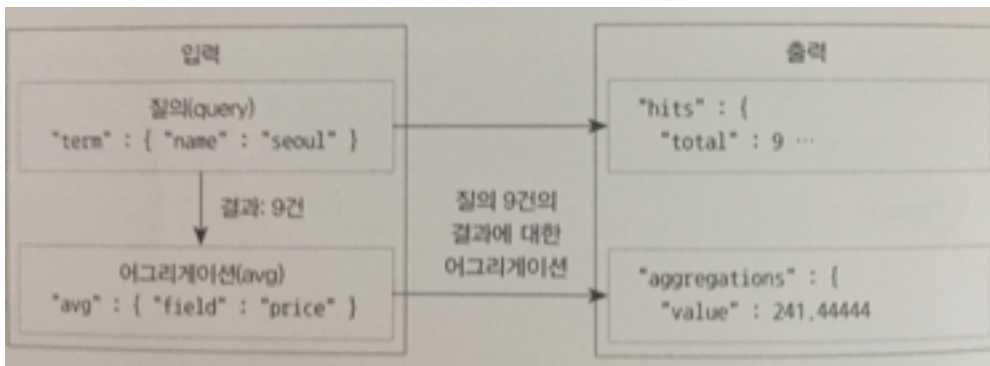 입력
질의(query)
"term" : { "name" : "seoul" }
결과: 9건
어그리게이션(avg)
"avg" : { "field" : "price" }
질의 9건의
결과에 대한
어그리게이션
출력
"hits" : {
"total" : 9 …
"aggregations" : {
"value" : 241.44444